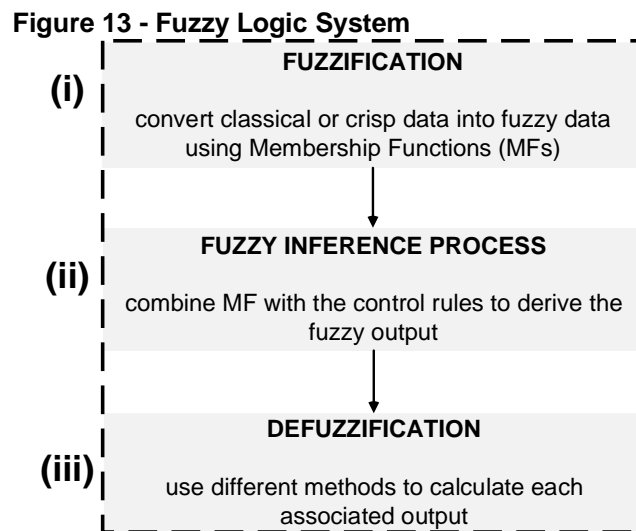 Figure 13 - Fuzzy Logic System
(i)
FUZZIFICATION
convert classical or crisp data into fuzzy data
using Membership Functions (MFs)
(ii)
FUZZY INFERENCE PROCESS
combine MF with the control rules to derive the
fuzzy output
(iii)
DEFUZZIFICATION
use different methods to calculate each
associated output